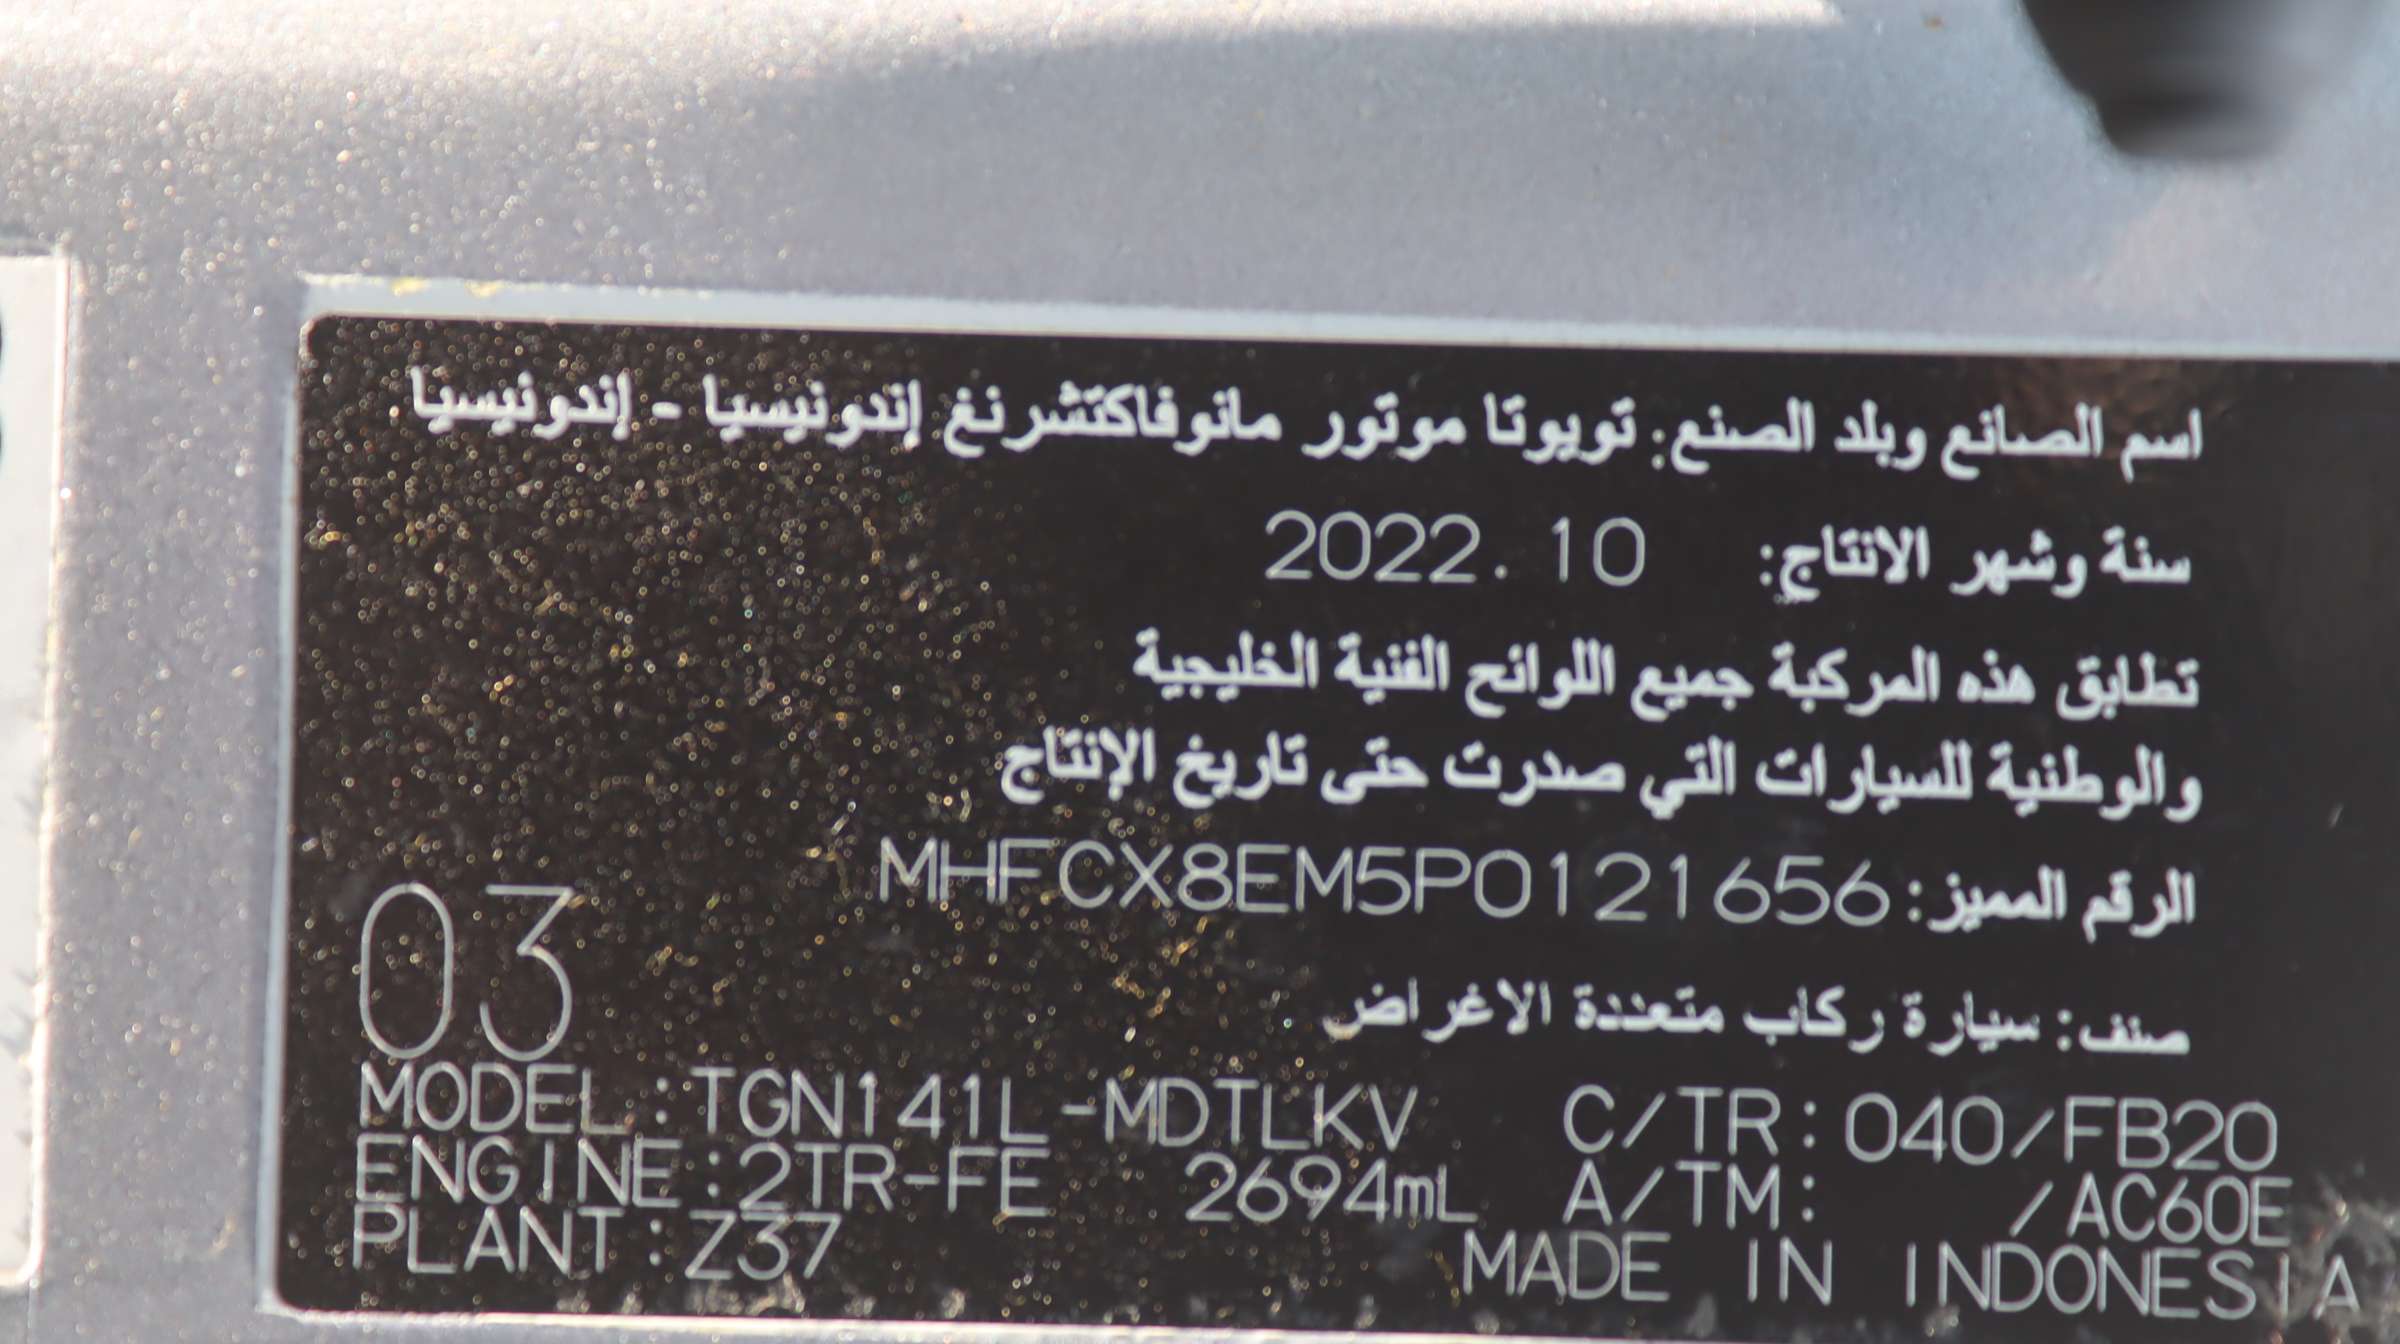 اسم الصانع وبلد الصنع: تويوتا موتور مانوفاكتشرنغ إندونيسيا - إندونيسيا
سنة وشهر الانتاج: 2022.10
تطابق هذه المركبة جميع اللوائح الفنية الخليجية
والوطنية للسيارات التي صدرت حتى تاريخ الإنتاج
الرقم المميز: MHFCX8EM5P0121656
صنف: سيارة ركاب متعددة الاغراض
03
MODEL:TGN141L-MDTLKV C/TR:040/FB20
ENGINE:2TR-FE 2694mL A/TM: /AC60E
PLANT:Z37 MADE IN INDONESIA